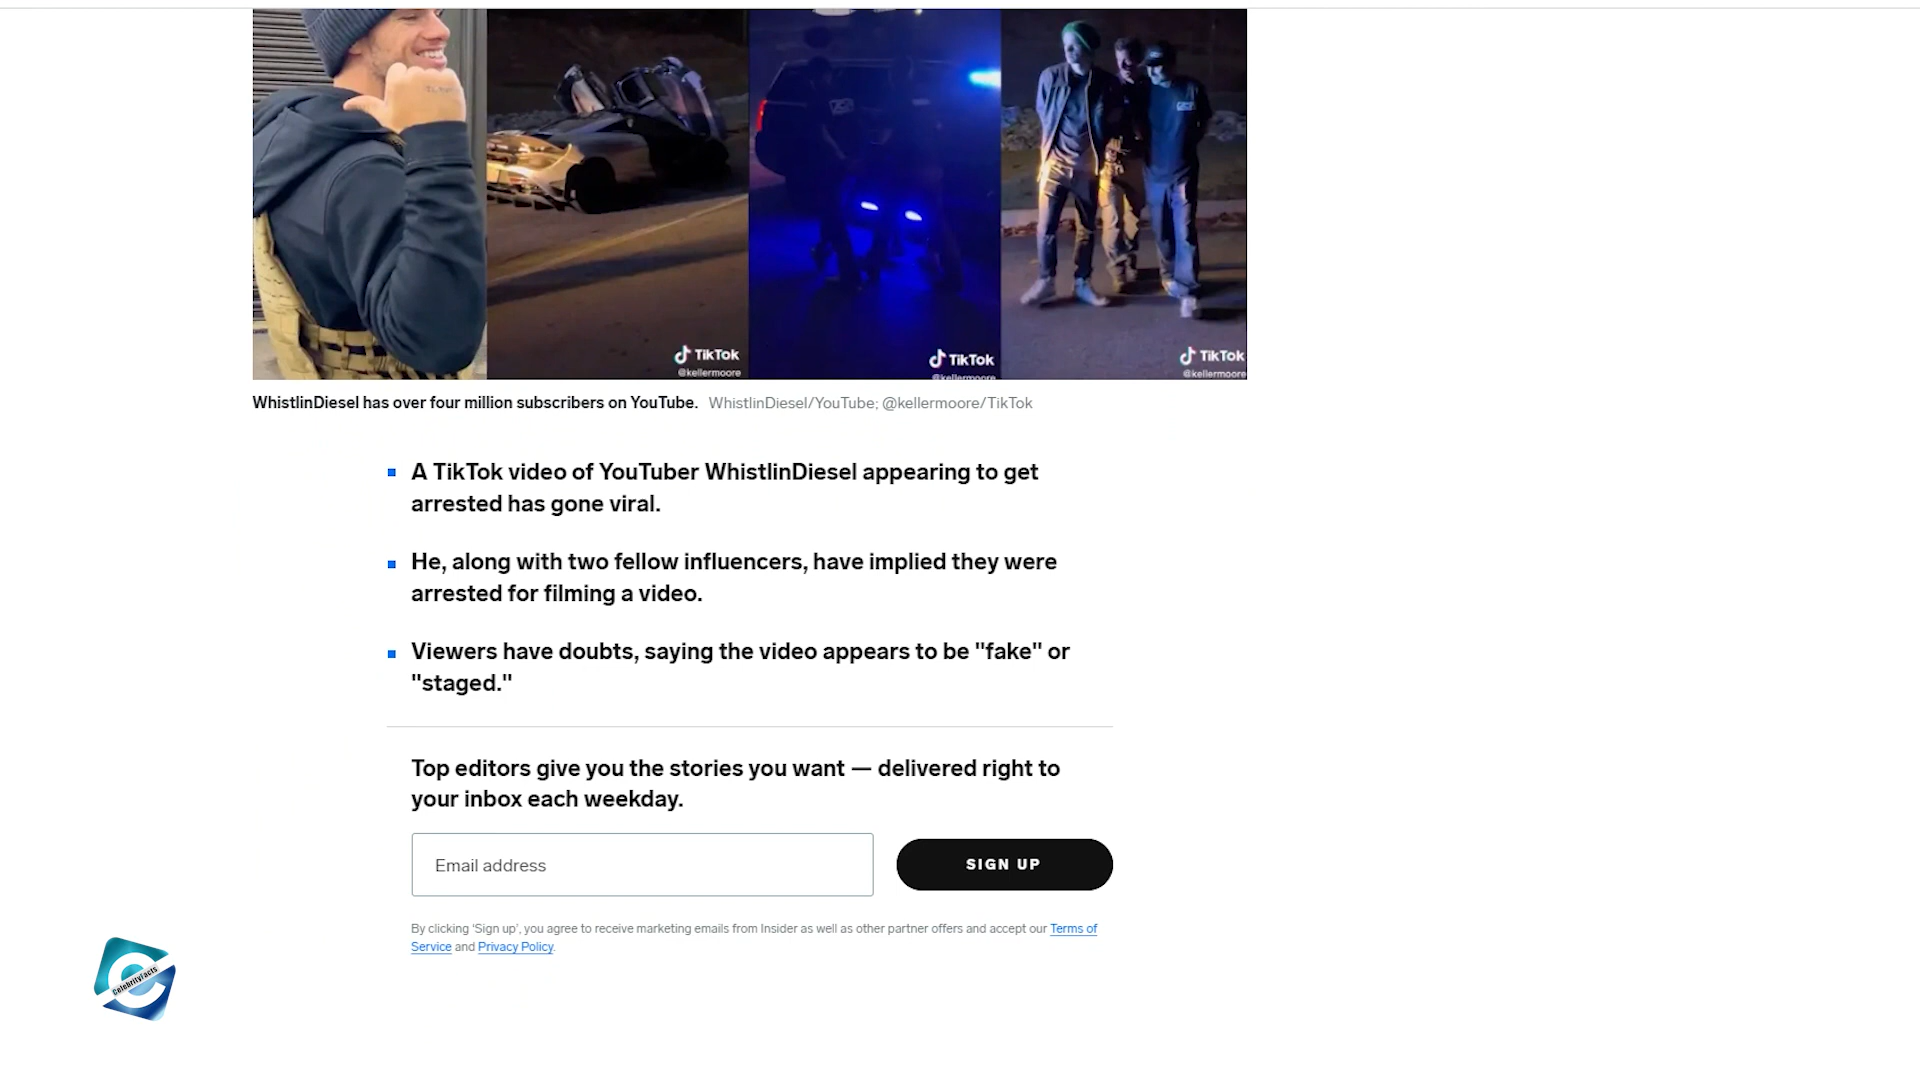 TikTok
@kellermoore
TikTok
@kellermoore
TikTok
@kellermoore
WhistlinDiesel has over four million subscribers on YouTube. WhistlinDiesel/YouTube; @kellermoore/TikTok
A TikTok video of YouTuber WhistlinDiesel appearing to get
arrested has gone viral.
He, along with two fellow influencers, have implied they were
arrested for filming a video.
Viewers have doubts, saying the video appears to be "fake" or
"staged."
Top editors give you the stories you want — delivered right to
your inbox each weekday.
Email address
SIGN UP
By clicking ‘Sign up’, you agree to receive marketing emails from Insider as well as other partner offers and accept our Terms of
Service and Privacy Policy.
CelebrityFacts